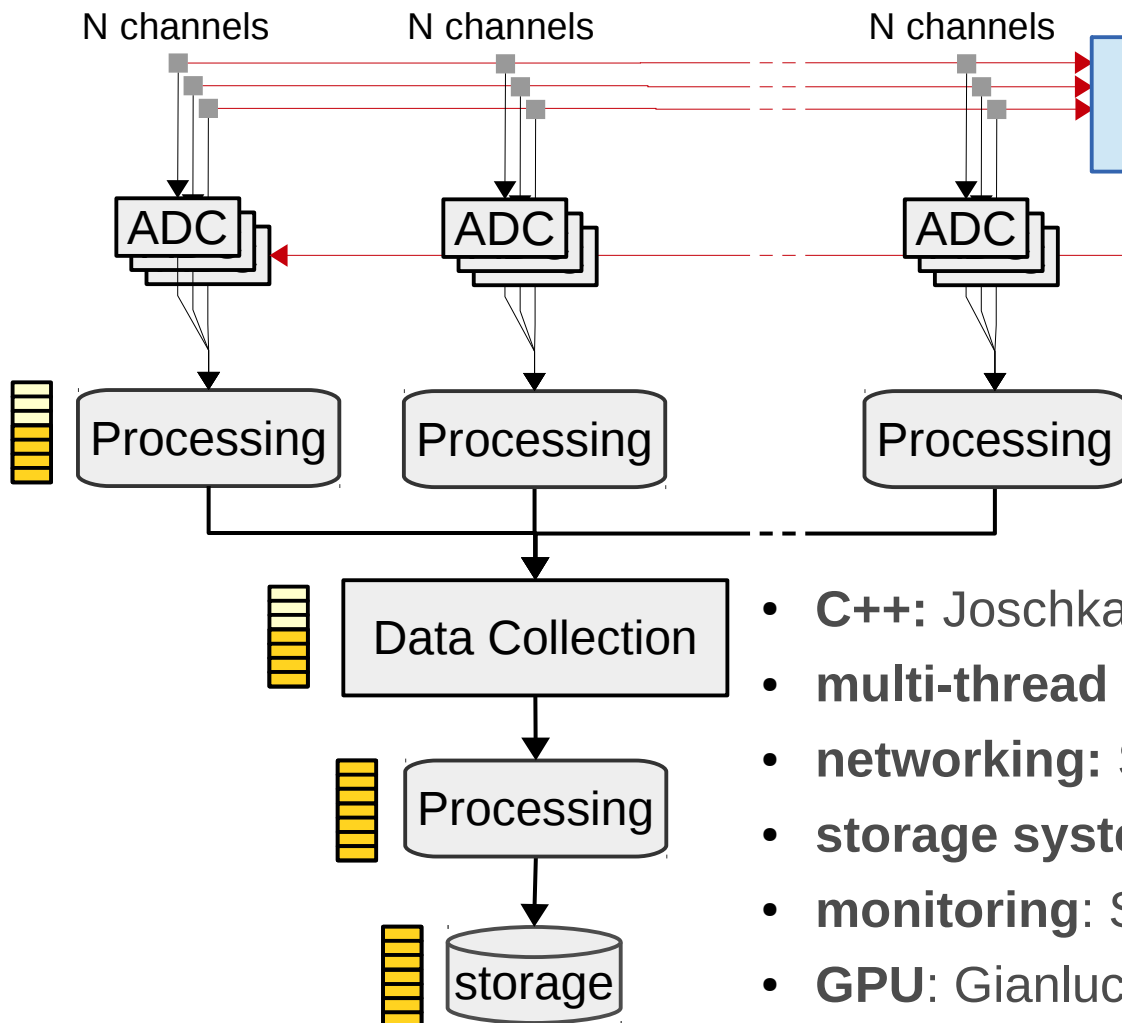 N channels N channels N channels
ADC ADC ADC
Processing Processing Processing
Data Collection
Processing
storage
• C++: Joschka
• multi-thread
• networking:
• storage
• monitoring:
• GPU: